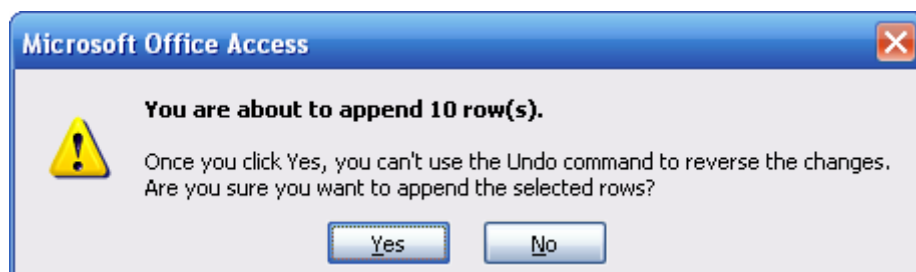 Microsoft Office Access
You are about to append 10 row(s).
Once you click Yes, you can't use the Undo command to reverse the changes.
Are you sure you want to append the selected rows?
Yes No